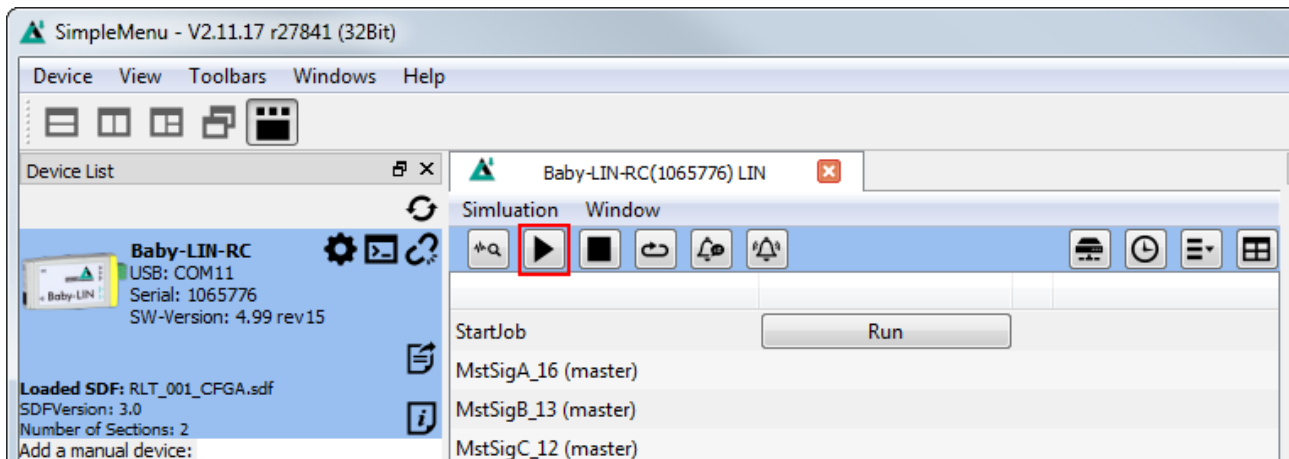 SimpleMenu - V2.11.17 r27841 (32Bit)
Device View Toolbars Windows Help
Device List
Baby-LIN-RC(1065776) LIN
Simluation Window
Baby-LIN-RC
USB: COM11
Serial: 1065776
SW-Version: 4.99 rev15
Baby-LIN
Loaded SDF: RLT_001_CFGA.sdf
SDFVersion: 3.0
Number of Sections: 2
Add a manual device:
StartJob Run
MstSigA_16 (master)
MstSigB_13 (master)
MstSigC_12 (master)